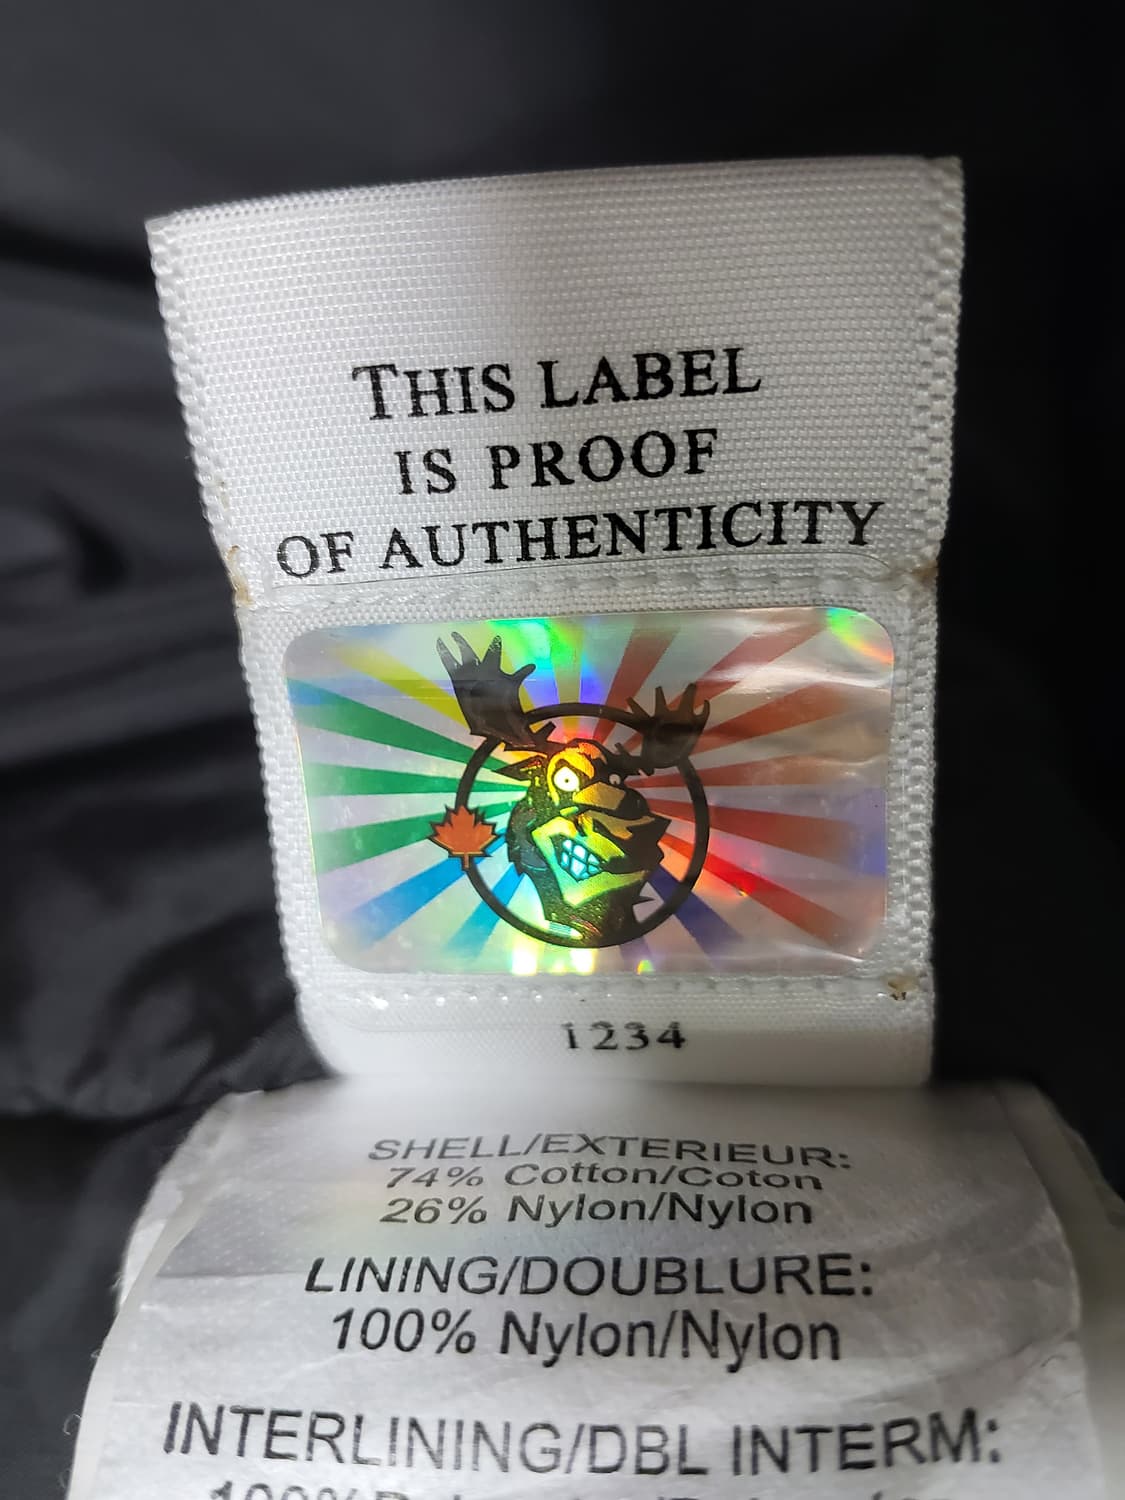 THIS LABEL
IS PROOF
OF AUTHENTICITY
1234
SHELL/EXTERIEUR:
74% Cotton/Coton
26% Nylon/Nylon
LINING/DOUBLURE:
100% Nylon/Nylon
INTERLINING/DBL INTERM:
100%